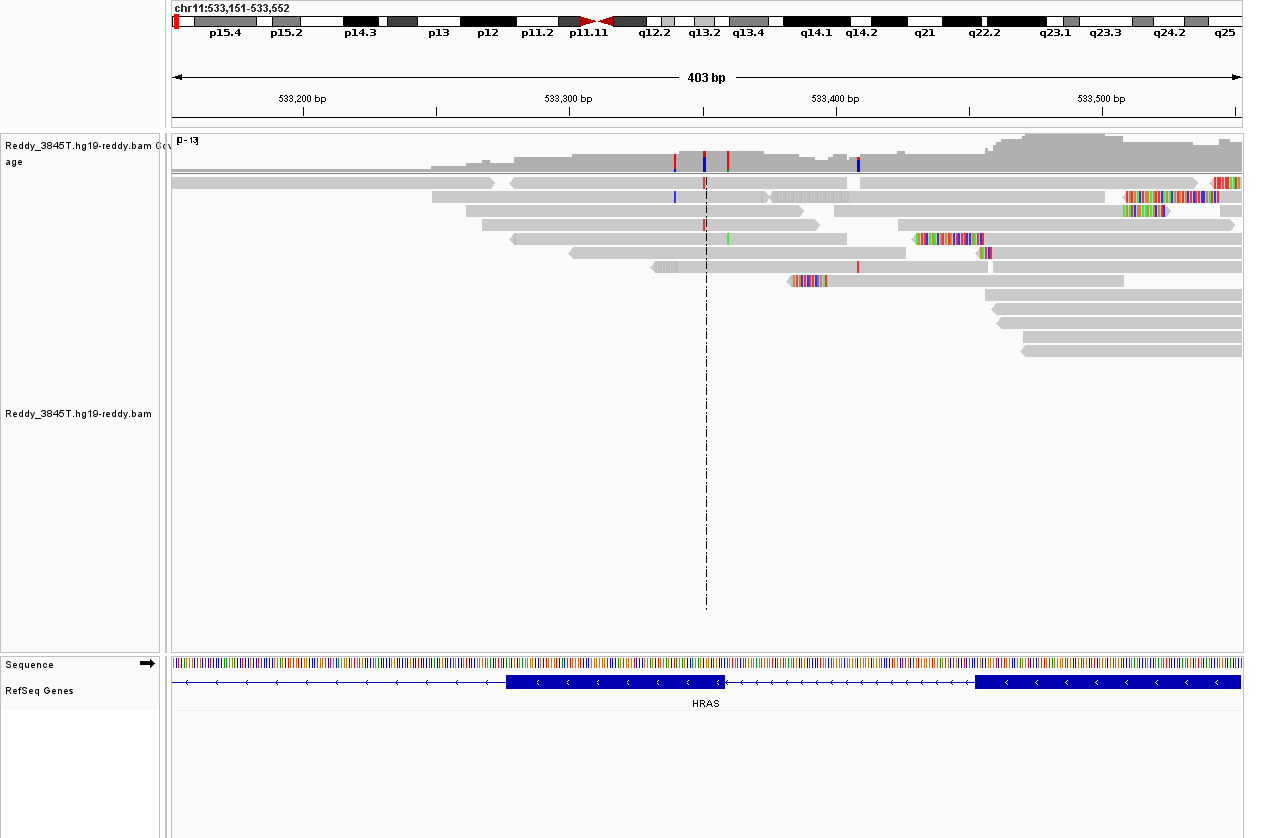 chr11:533,151-533,552
p15.4 p15.2 p14.3 p13 p12 p11.2 p11.11 q12.2 q13.2 q13.4 q14.1 q14.2 q21 q22.2 q23.1 q23.3 q24.2 q25
403 bp
533,200 bp 533,300 bp 533,400 bp 533,500 bp
[0 - 13]
Reddy_3845T.hg19-reddy.bam Cov
age
Reddy_3845T.hg19-reddy.bam
Sequence
RefSeq Genes
HRAS